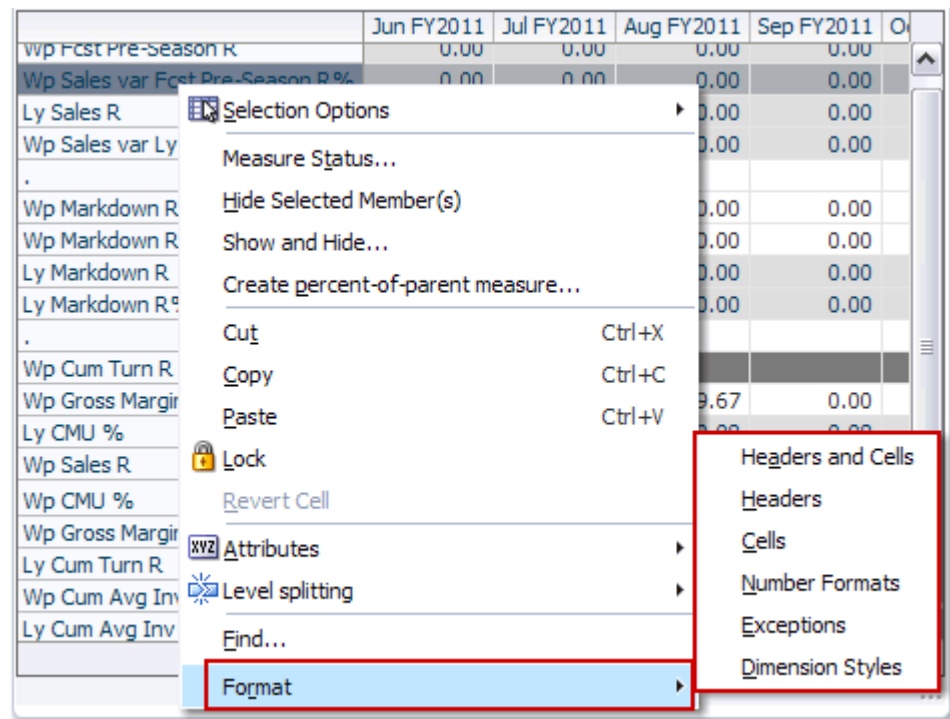 Jun FY2011 Jul FY2011 Aug FY2011 Sep FY2011
Wp Fcst Pre-Season R 0.00 0.00 0.00 0.00
Wp Sales var Fcst Pre-Season R% 0.00 0.00 0.00 0.00
Ly Sales R 0.00 0.00
Wp Sales var Ly 0.00 0.00
.
Wp Markdown R 0.00 0.00
Wp Markdown R 0.00 0.00
Ly Markdown R 0.00 0.00
Ly Markdown R% 0.00 0.00
.
Wp Cum Turn R
Wp Gross Margin 9.67 0.00
Ly CMU % 0.00 0.00
Wp Sales R
Wp CMU %
Wp Gross Margin
Ly Cum Turn R
Wp Cum Avg Inv
Ly Cum Avg Inv
Selection Options
Measure Status...
Hide Selected Member(s)
Show and Hide...
Create percent-of-parent measure...
Cut Ctrl+X
Copy Ctrl+C
Paste Ctrl+V
Lock
Revert Cell
XYZ Attributes
Level splitting
Find...
Format
Headers and Cells
Headers
Cells
Number Formats
Exceptions
Dimension Styles